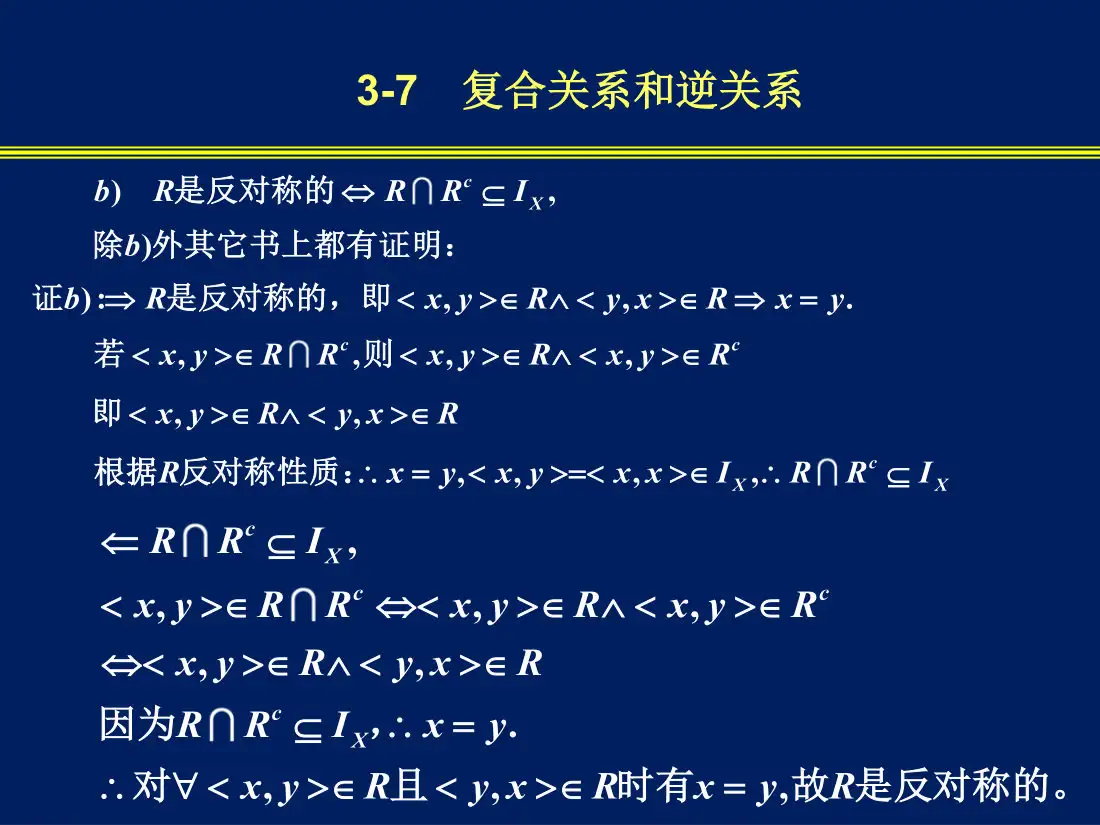 3-7 复合关系和逆关系
b) R是反对称的⇔ R∩R^c ⊆ I_X,
除b)外其它书上都有证明：
证b):⇒ R是反对称的，即< x, y >∈ R∧< y, x >∈ R ⇒ x = y.
若< x, y >∈ R∩R^c,则< x, y >∈ R∧< x, y >∈ R^c
即< x, y >∈ R∧< y, x >∈ R
根据R反对称性质:∴ x = y,< x, y >=< x, x >∈ I_X,∴ R∩R^c ⊆ I_X
⇐ R∩R^c ⊆ I_X,
< x, y >∈ R∩R^c ⇔< x, y >∈ R∧< x, y >∈ R^c
⇔< x, y >∈ R∧< y, x >∈ R
因为R∩R^c ⊆ I_X,∴ x = y.
∴对∀< x, y >∈ R且< y, x >∈ R时有x = y,故R是反对称的。